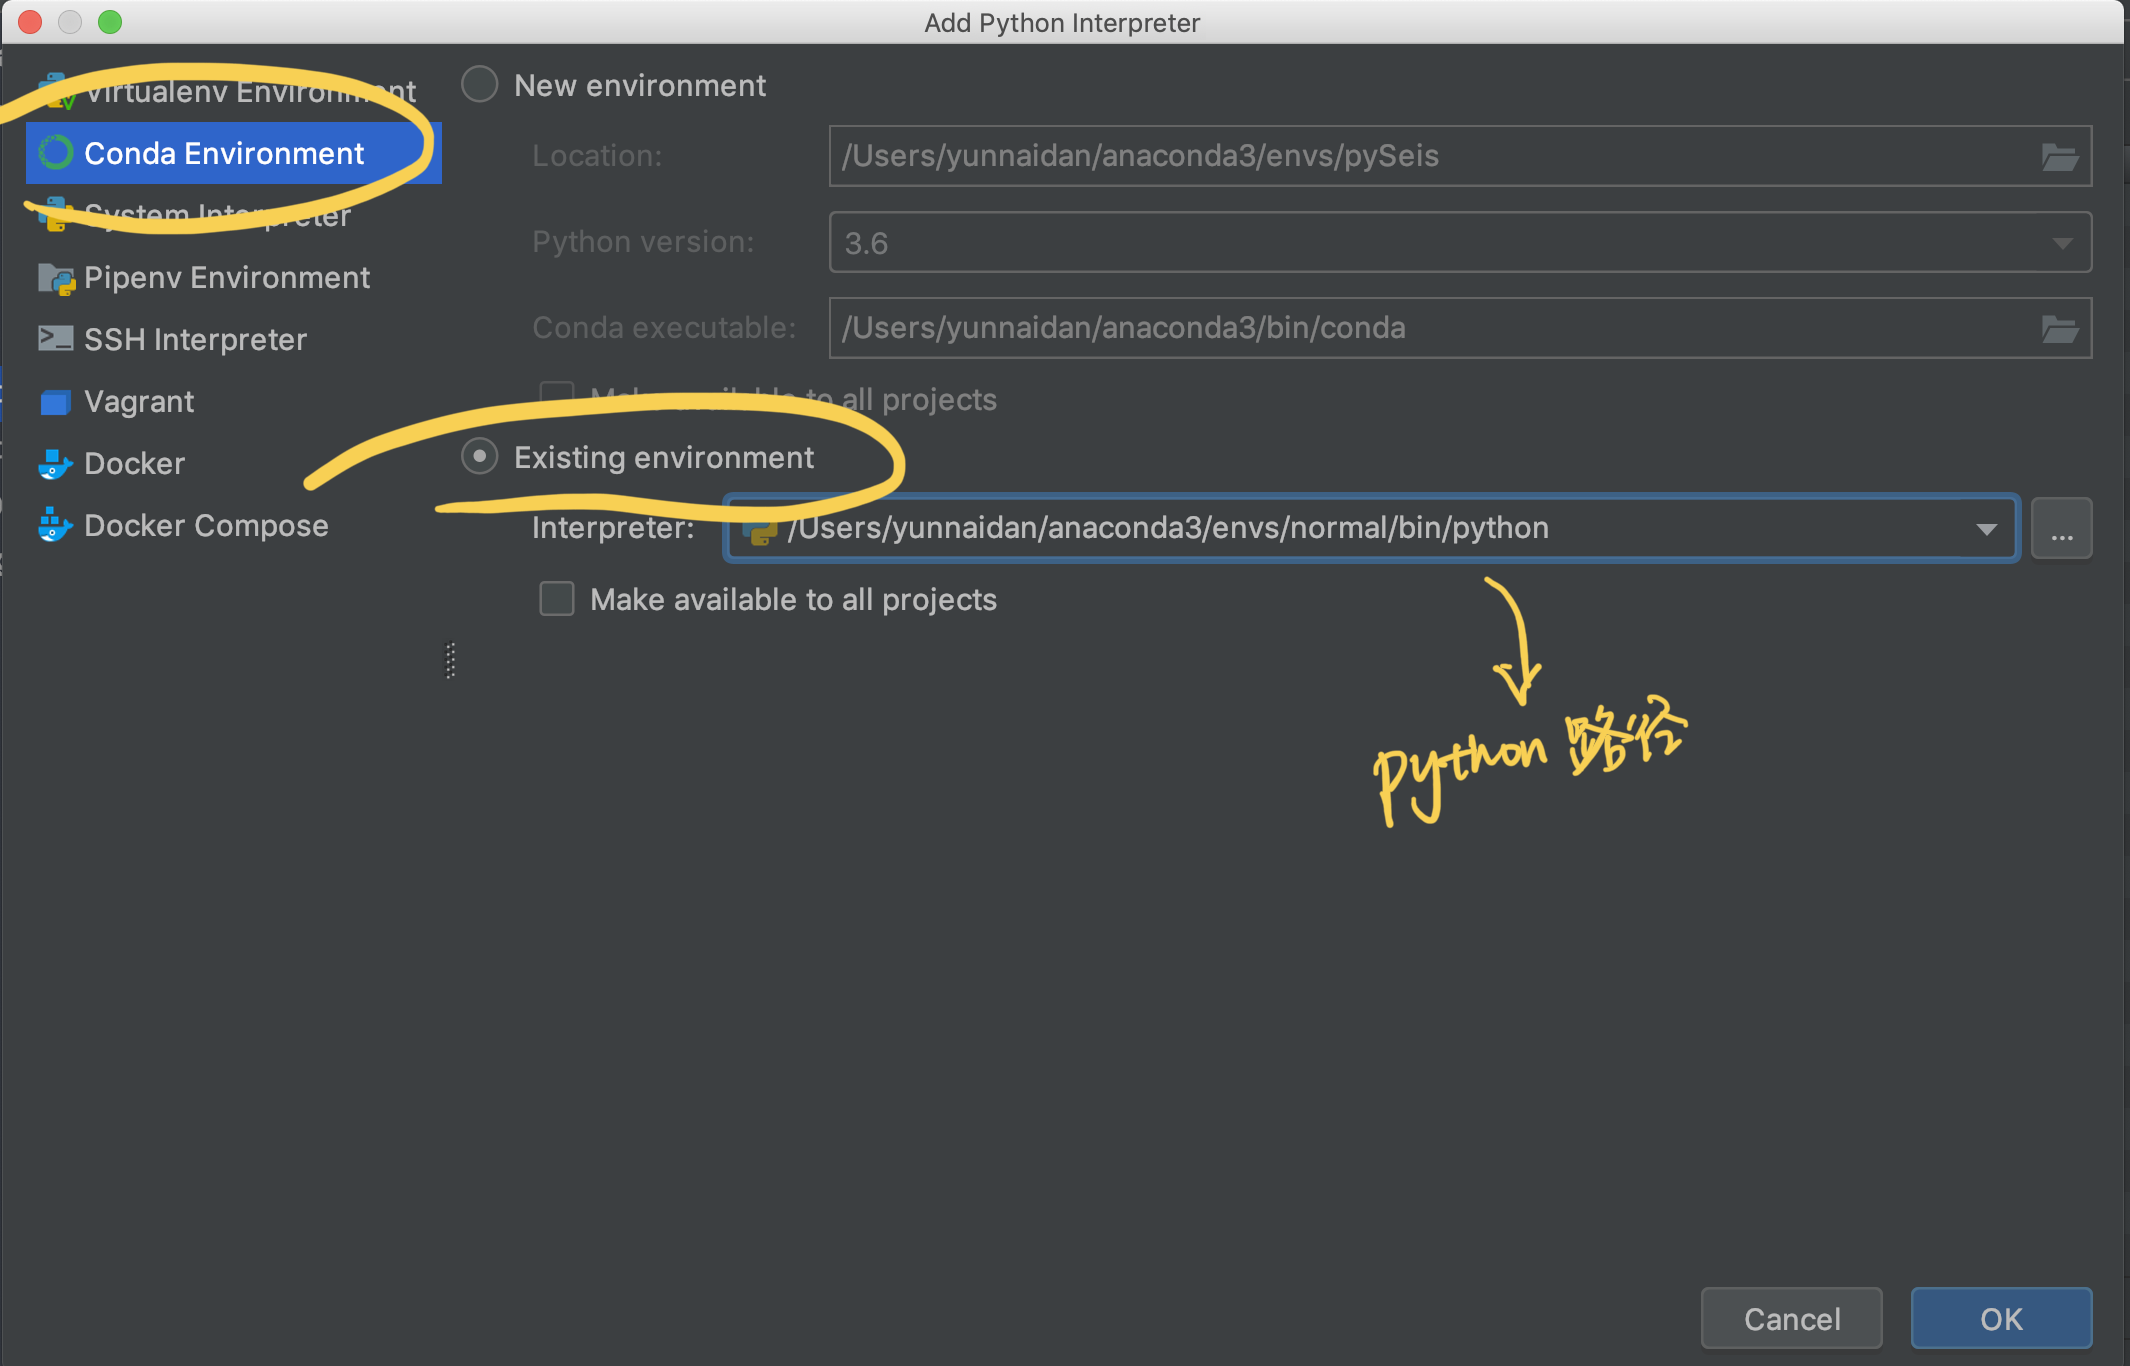 Add Python Interpreter
Virtualenv Environment
Conda Environment
System Interpreter
Pipenv Environment
SSH Interpreter
Vagrant
Docker
Docker Compose
New environment
Location: /Users/yunnaidan/anaconda3/envs/pySeis
Python version: 3.6
Conda executable: /Users/yunnaidan/anaconda3/bin/conda
Make available to all projects
Existing environment
Interpreter: /Users/yunnaidan/anaconda3/envs/normal/bin/python ...
Make available to all projects
python 路径
Cancel OK